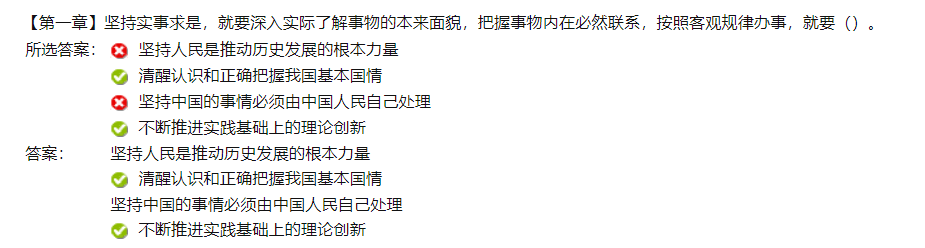 【第一章】坚持实事求是，就要深入实际了解事物的本来面貌，把握事物内在必然联系，按照客观规律办事，就要（）。
所选答案： 坚持人民是推动历史发展的根本力量
清醒认识和正确把握我国基本国情
坚持中国的事情必须由中国人民自己处理
不断推进实践基础上的理论创新
答案： 坚持人民是推动历史发展的根本力量
清醒认识和正确把握我国基本国情
坚持中国的事情必须由中国人民自己处理
不断推进实践基础上的理论创新